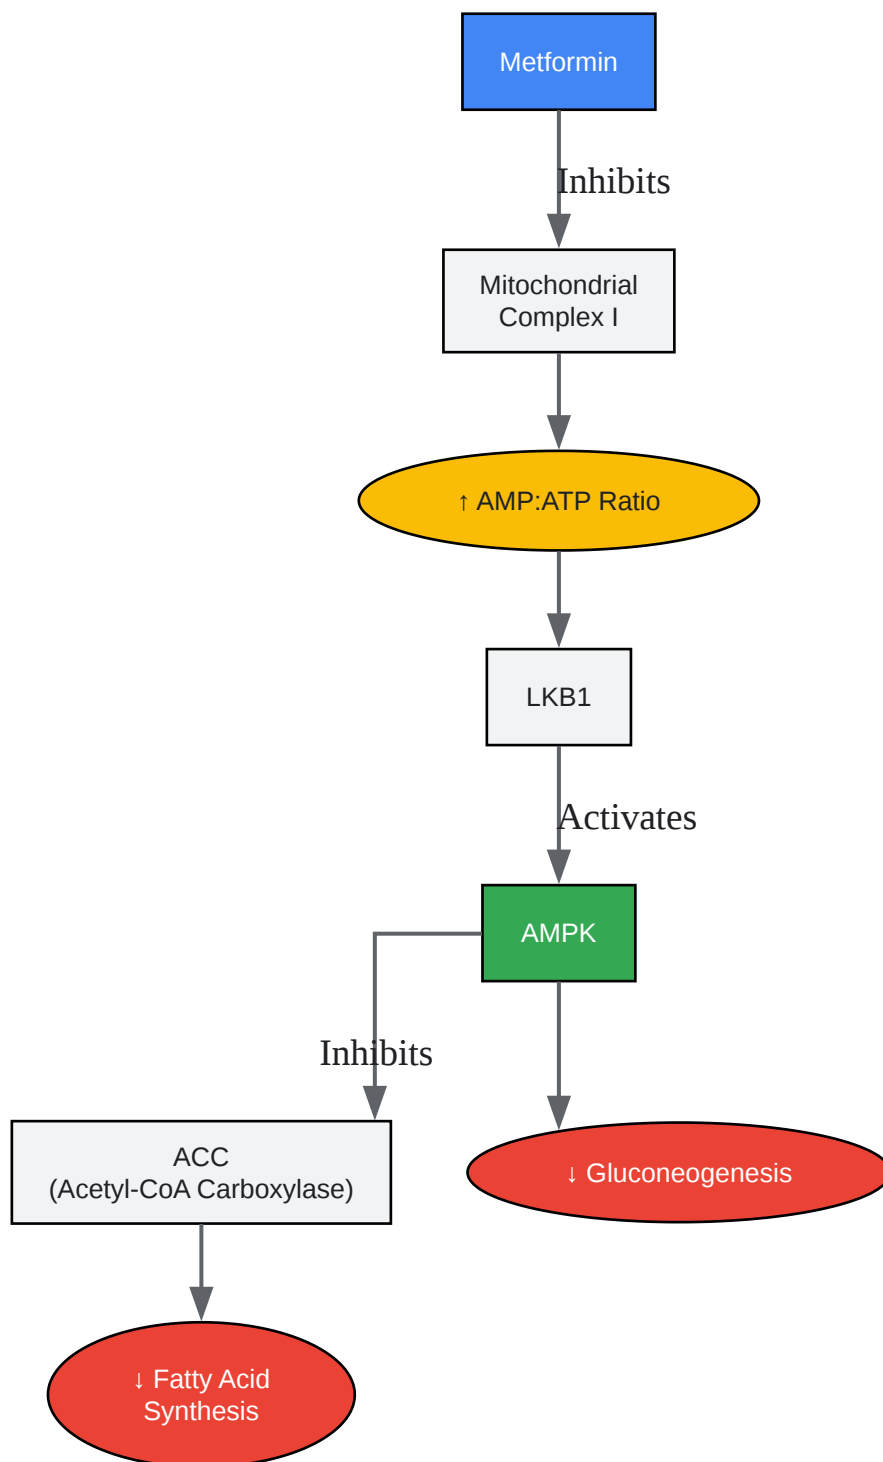 Metformin
Inhibits
Mitochondrial
Complex I
↑ AMP:ATP Ratio
LKB1
Activates
AMPK
Inhibits
ACC
(Acetyl-CoA Carboxylase)
↓ Gluconeogenesis
↓ Fatty Acid
Synthesis